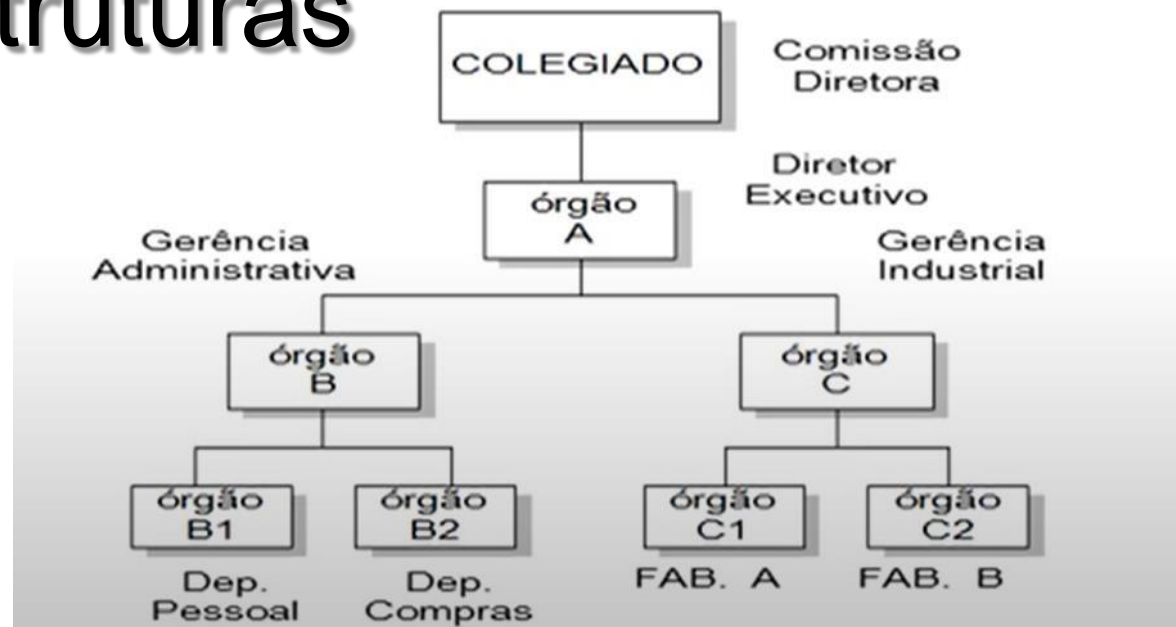 truturas
COLEGIADO
Comissão
Diretora
órgão
A
Diretor
Executivo
Gerência
Administrativa
Gerência
Industrial
órgão
B
órgão
C
órgão
B1
órgão
B2
órgão
C1
órgão
C2
Dep.
Pessoal
Dep.
Compras
FAB. A
FAB. B